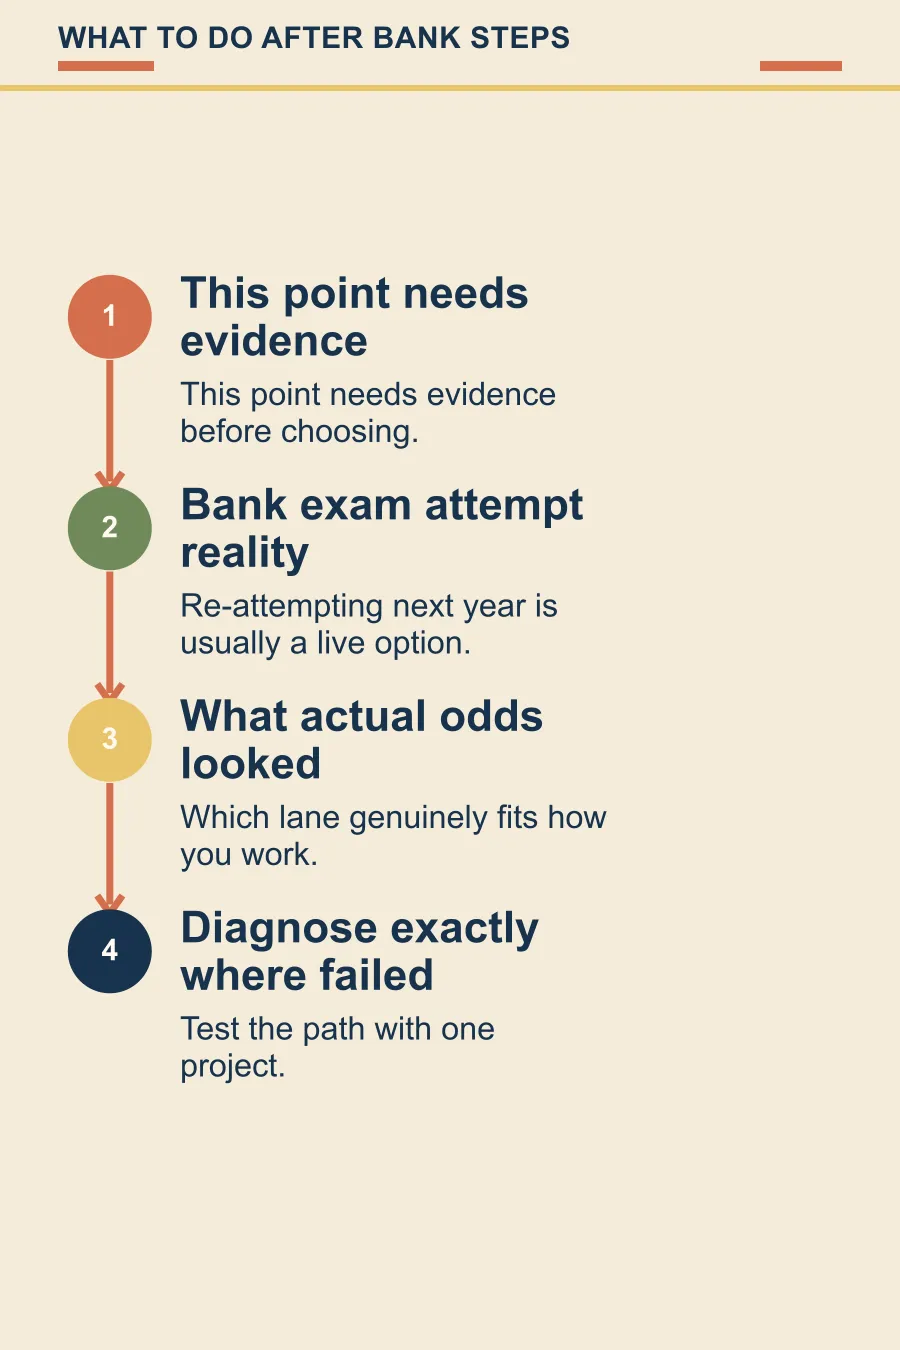 WHAT TO DO AFTER BANK STEPS
1
This point needs
evidence
This point needs evidence
before choosing.
2
Bank exam attempt
reality
Re-attempting next year is
usually a live option.
3
What actual odds
looked
Which lane genuinely fits how
you work.
4
Diagnose exactly
where failed
Test the path with one
project.